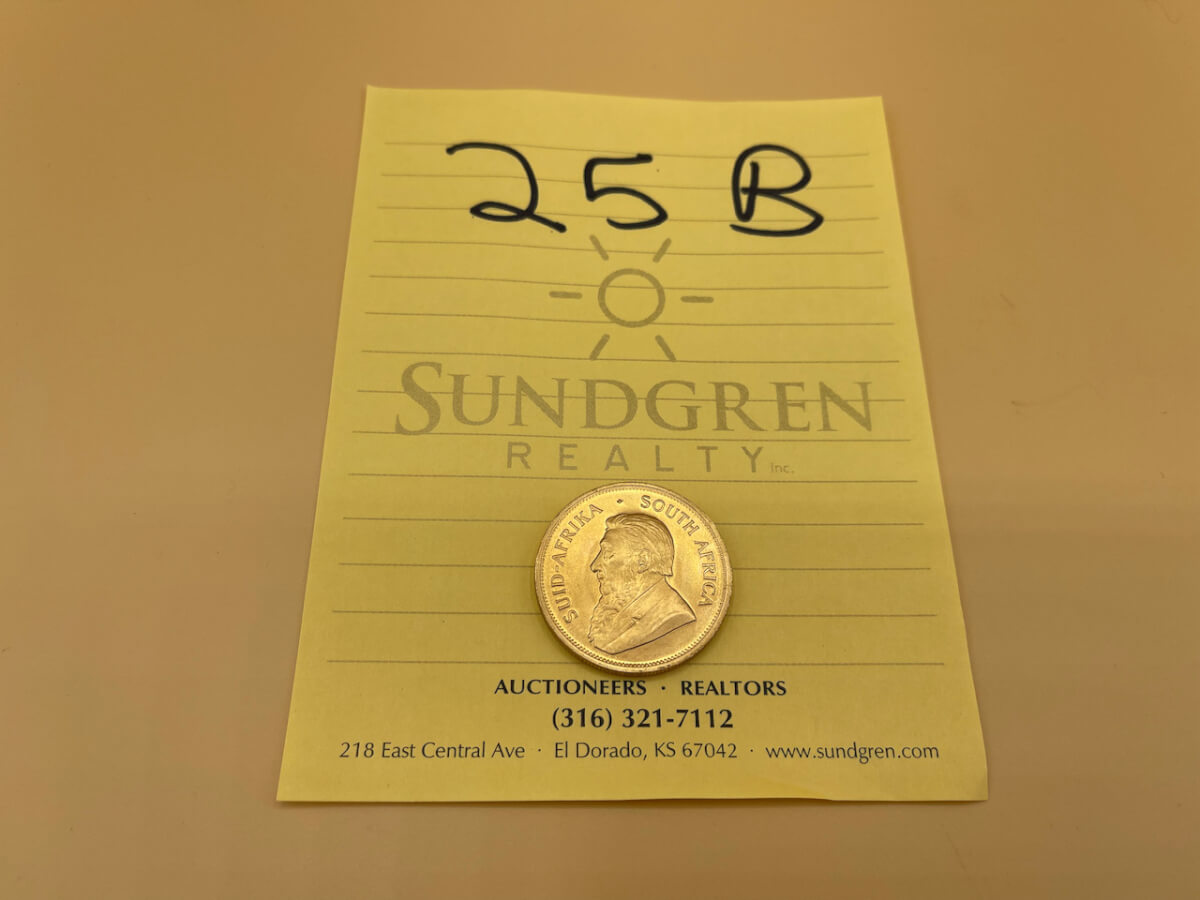 25 B
SUNDGREN
REALTY Inc.
SUID-AFRIKA · SOUTH AFRICA
AUCTIONEERS · REALTORS
(316) 321-7112
218 East Central Ave · El Dorado, KS 67042 · www.sundgren.com